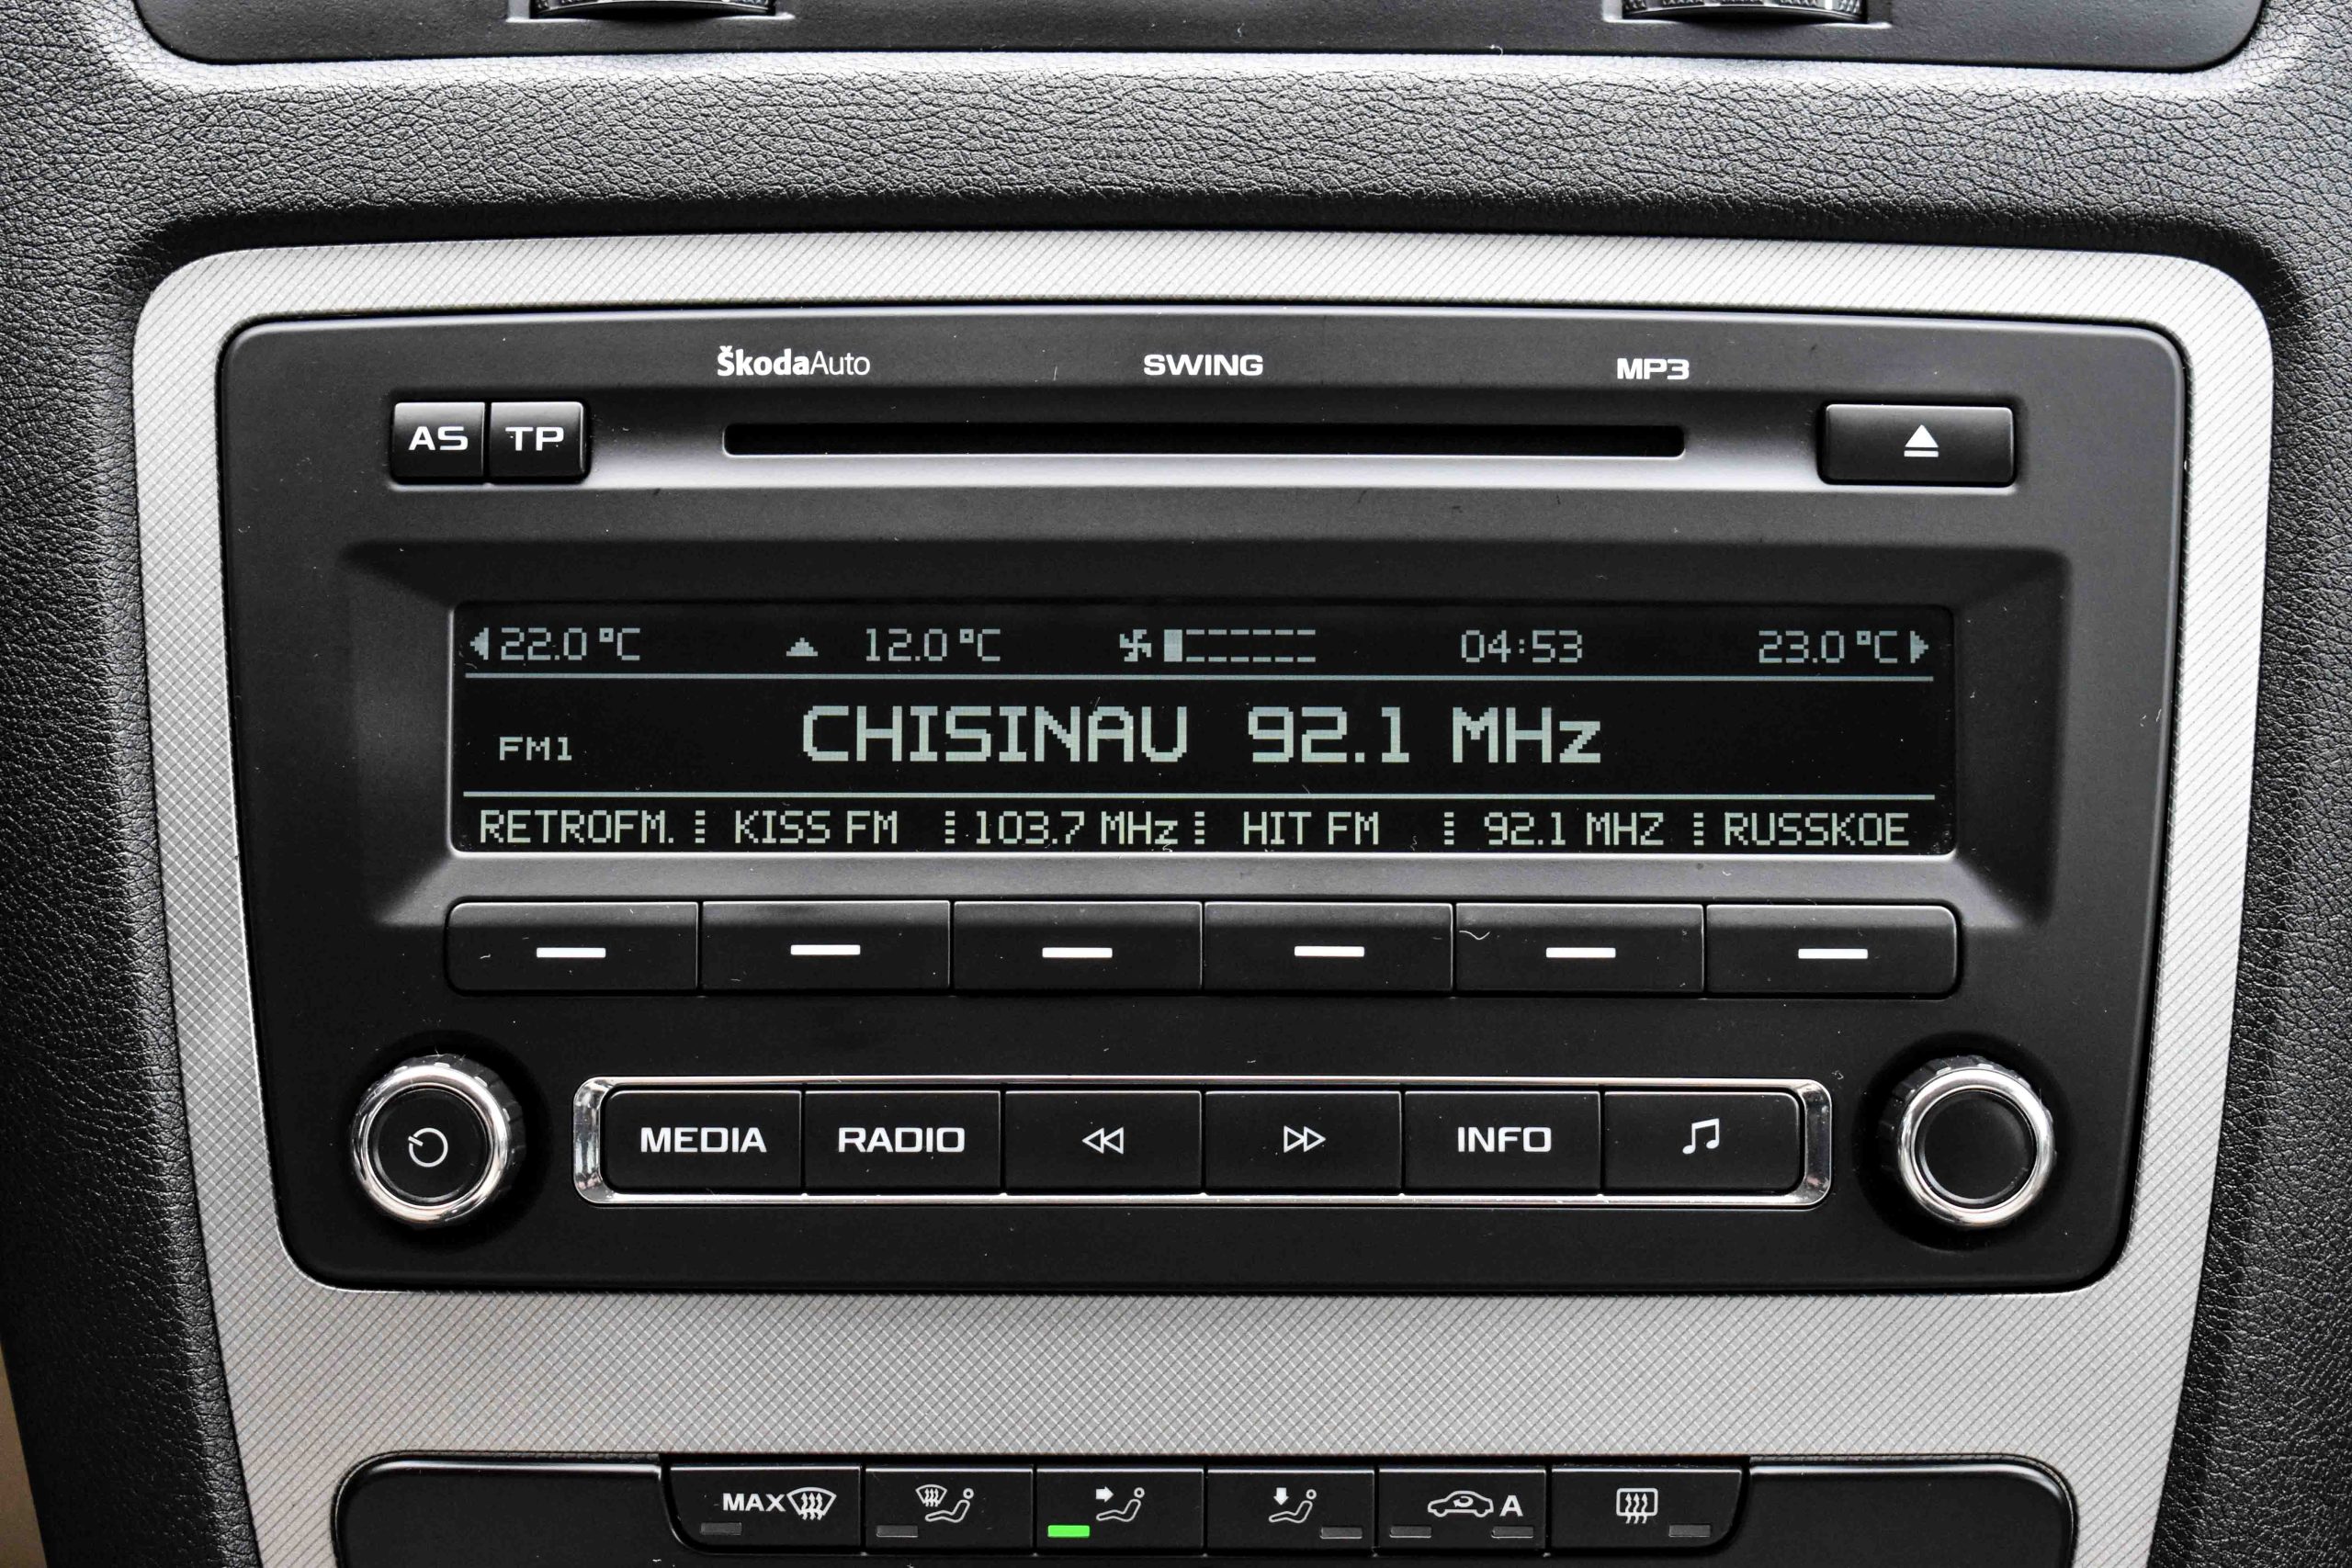 ŠkodaAuto SWING MP3
AS TP
22.0 °C 12.0 °C 04:53 23.0 °C
FM1 CHISINAU 92.1 MHz
RETROFM. KISS FM 103.7 MHz HIT FM 92.1 MHZ RUSSKOE
MEDIA RADIO INFO
MAX A